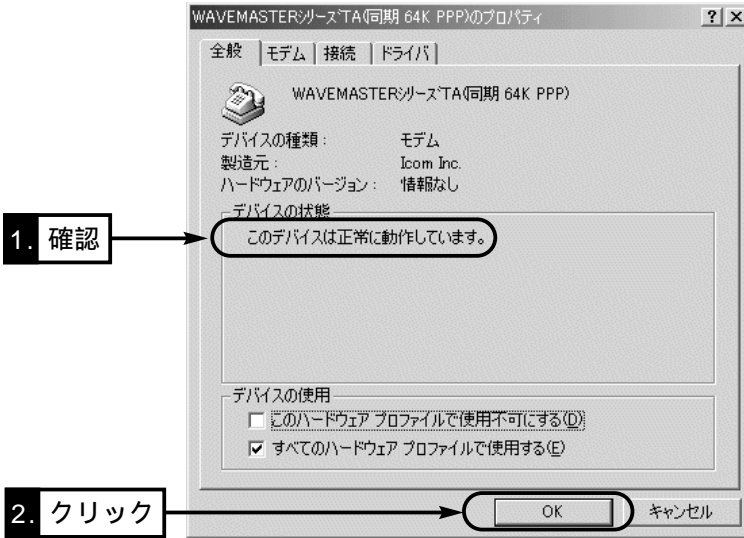 WAVEMASTERシリーズTA(同期 64K PPP)のプロパティ
全般 モデム 接続 ドライバ
WAVEMASTERシリーズTA(同期 64K PPP)
デバイスの種類： モデム
製造元： Icom Inc.
ハードウェアのバージョン： 情報なし
デバイスの状態
1. 確認
このデバイスは正常に動作しています。
デバイスの使用
このハードウェア プロファイルで使用不可にする(D)
すべてのハードウェア プロファイルで使用する(E)
2. クリック
OK キャンセル